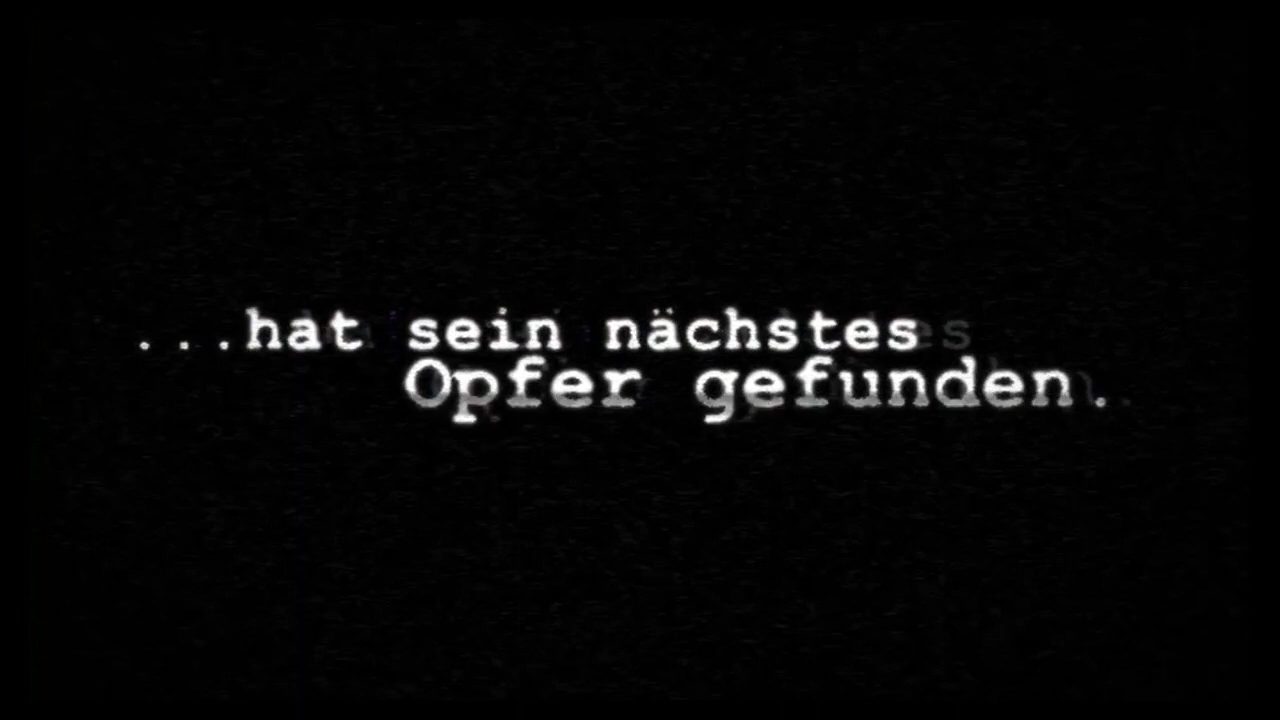 ...hat sein nächstes
Opfer gefunden.